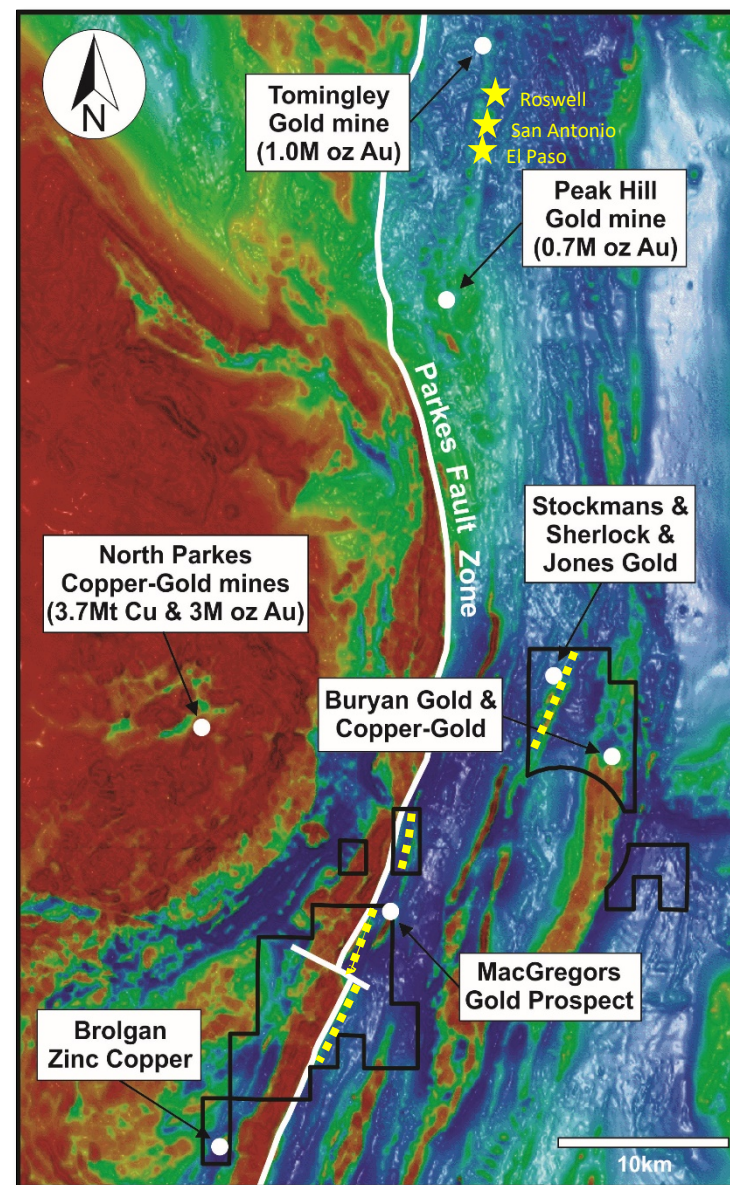 N
Tomingley
Gold mine
(1.0M oz Au)
Roswell
San Antonio
El Paso
Peak Hill
Gold mine
(0.7M oz Au)
Parkes Fault Zone
Stockmans &
Sherlock &
Jones Gold
North Parkes
Copper-Gold mines
(3.7Mt Cu & 3M oz Au)
Buryan Gold &
Copper-Gold
MacGregors
Gold Prospect
Brolgan
Zinc Copper
10km